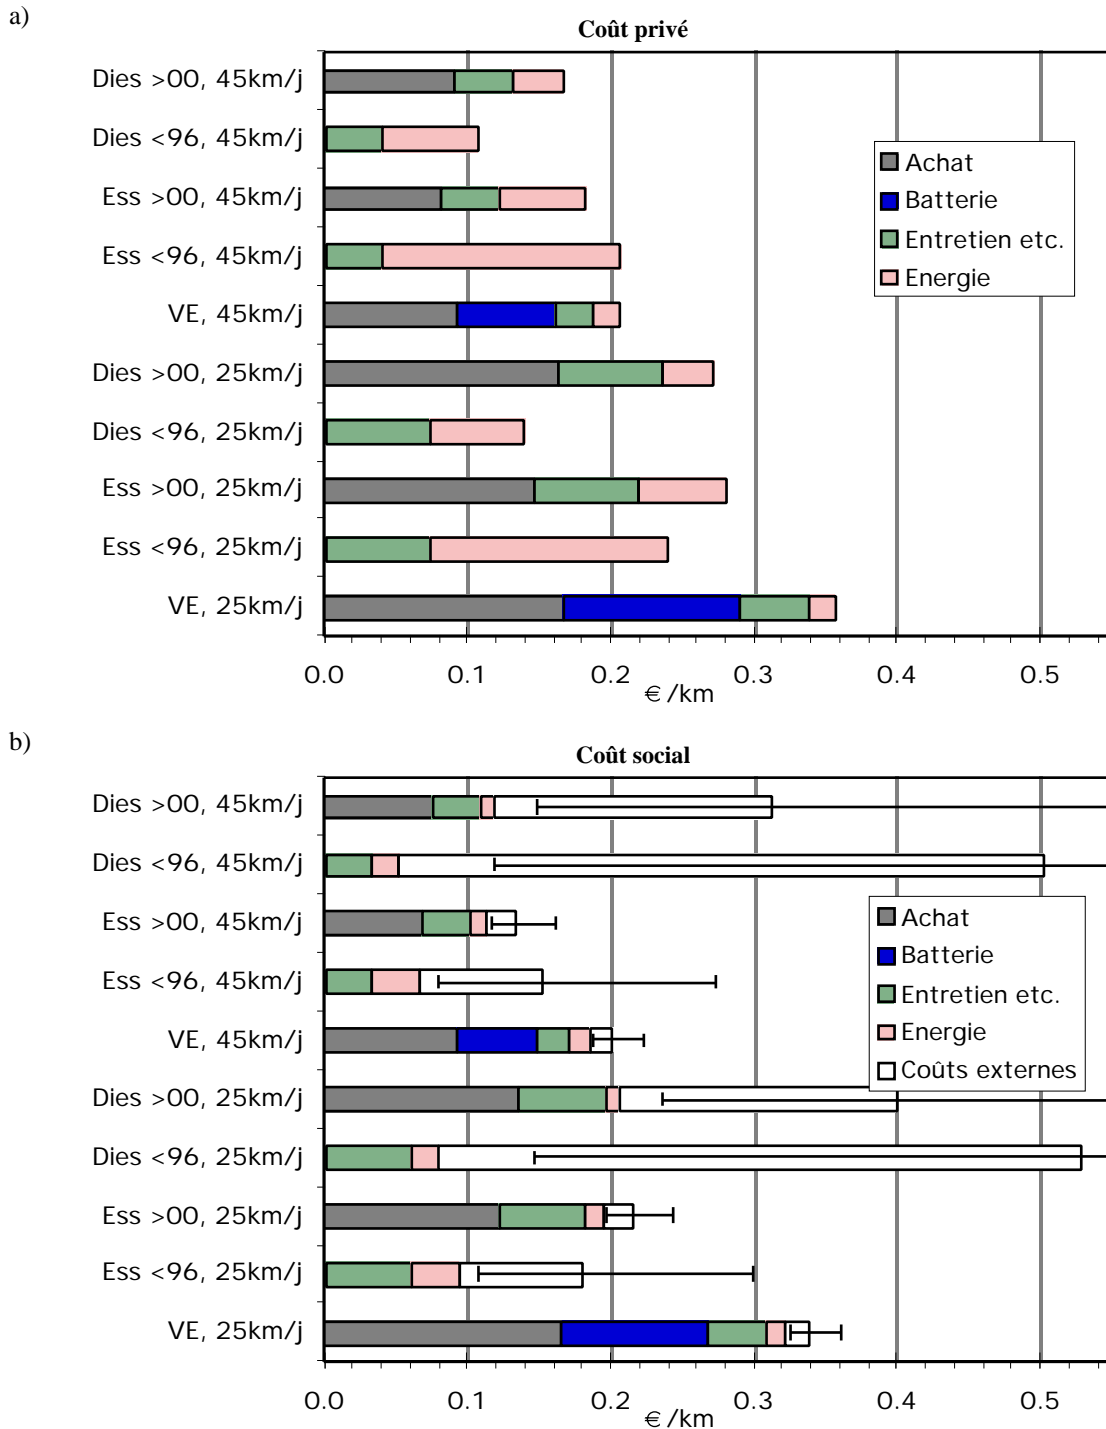 a)
Coût privé
Dies >00, 45km/j
Dies <96, 45km/j
Ess >00, 45km/j
Ess <96, 45km/j
VE, 45km/j
Dies >00, 25km/j
Dies <96, 25km/j
Ess >00, 25km/j
Ess <96, 25km/j
VE, 25km/j
Achat
Batterie
Entretien etc.
Energie
0.0 0.1 0.2 0.3 0.4 0.5
€/km
b)
Coût social
Dies >00, 45km/j
Dies <96, 45km/j
Ess >00, 45km/j
Ess <96, 45km/j
VE, 45km/j
Dies >00, 25km/j
Dies <96, 25km/j
Ess >00, 25km/j
Ess <96, 25km/j
VE, 25km/j
Achat
Batterie
Entretien etc.
Energie
Coûts externes
0.0 0.1 0.2 0.3 0.4 0.5
€/km